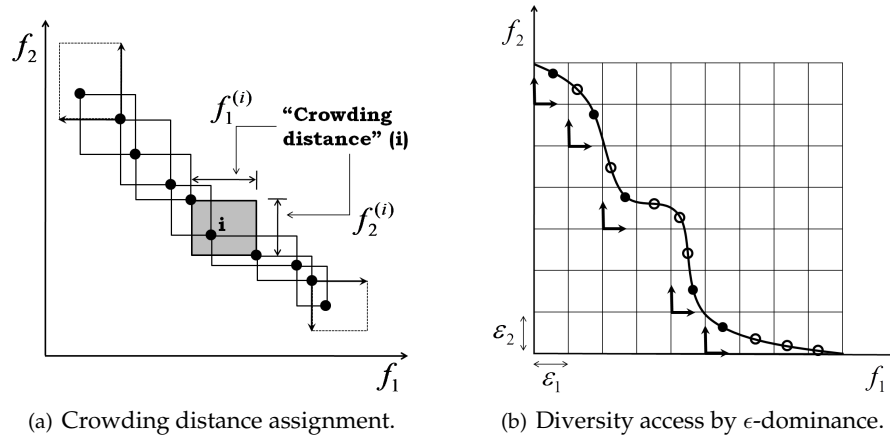 f₂
f₁⁽ⁱ⁾
“Crowding
distance” (i)
i
f₂⁽ⁱ⁾
f₁
(a) Crowding distance assignment.
f₂
ε₂
ε₁
f₁
(b) Diversity access by ϵ-dominance.